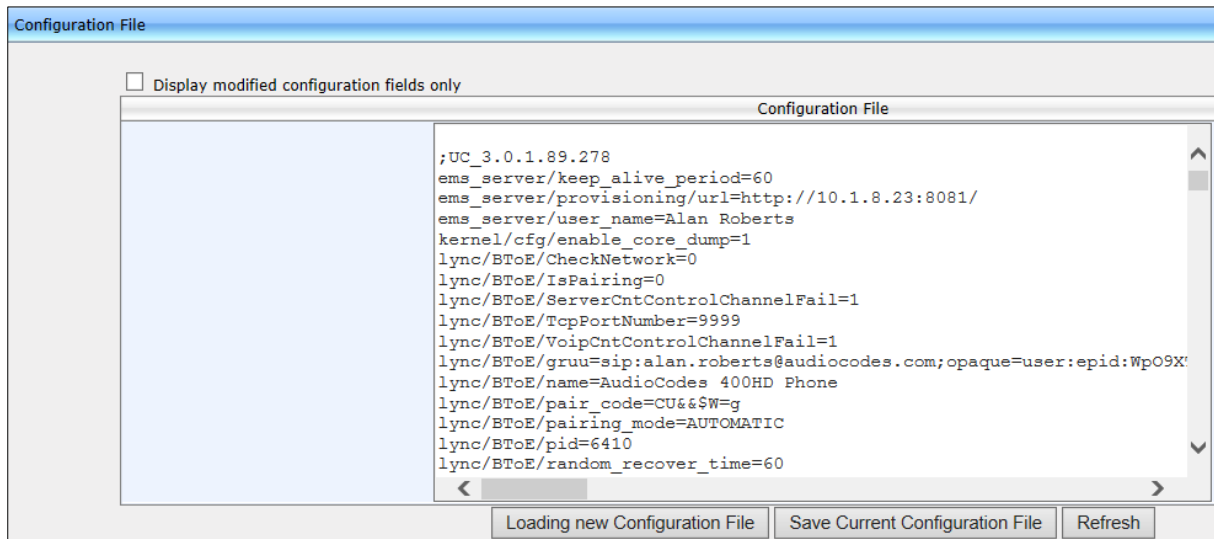 Configuration File
Display modified configuration fields only
Configuration File
;UC_3.0.1.89.278
ems_server/keep_alive_period=60
ems_server/provisioning/url=http://10.1.8.23:8081/
ems_server/user_name=Alan Roberts
kernel/cfg/enable_core_dump=1
lync/BToE/CheckNetwork=0
lync/BToE/IsPairing=0
lync/BToE/ServerCntControlChannelFail=1
lync/BToE/TcpPortNumber=9999
lync/BToE/VoipCntControlChannelFail=1
lync/BToE/gruu=sip:alan.roberts@audiocodes.com;opaque=user:epid:WpO9X
lync/BToE/name=AudioCodes 400HD Phone
lync/BToE/pair_code=CU&&$W=g
lync/BToE/pairing_mode=AUTOMATIC
lync/BToE/pid=6410
lync/BToE/random_recover_time=60
Loading new Configuration File Save Current Configuration File Refresh